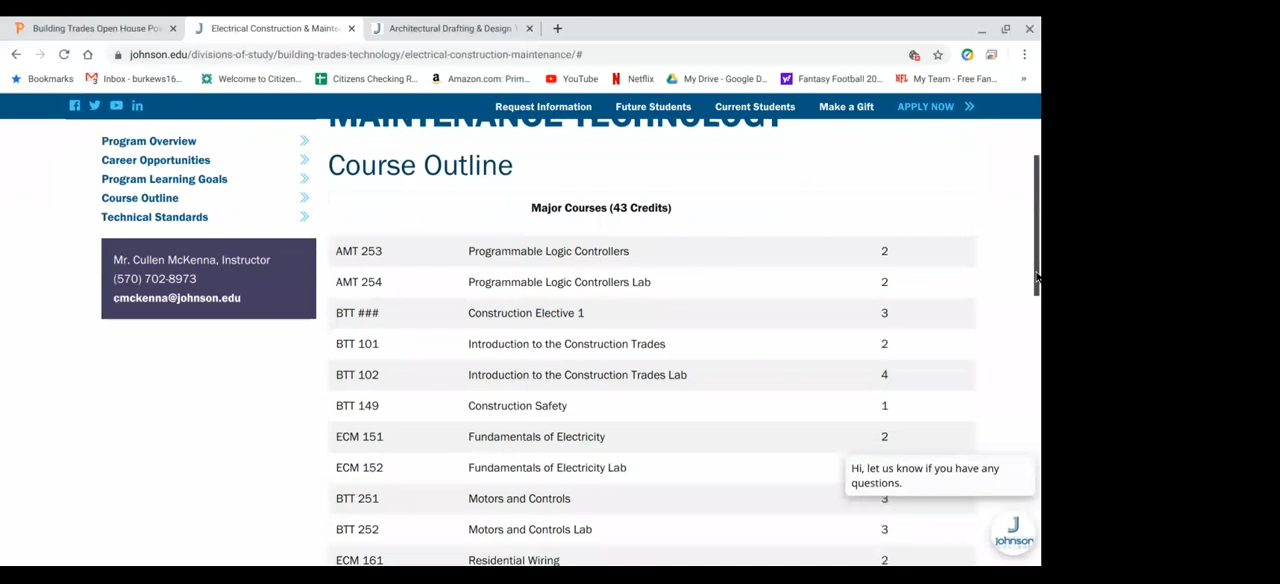 Building Trades Open House Po
Electrical Construction & Mainte
Architectural Drafting & Design
johnson.edu/divisions-of-study/building-trades-technology/electrical-construction-maintenance/#
Bookmarks
Inbox - burkews16...
Welcome to Citizen...
Citizens Checking R...
Amazon.com: Prim...
YouTube
Netflix
My Drive - Google D...
Fantasy Football 20...
My Team - Free Fan...
Request Information
Future Students
Current Students
Make a Gift
APPLY NOW
MAINTENANCE TECHNOLOGY
Program Overview
Career Opportunities
Program Learning Goals
Course Outline
Technical Standards
Mr. Cullen McKenna, Instructor
(570) 702-8973
cmckenna@johnson.edu
Course Outline
Major Courses (43 Credits)
AMT 253 Programmable Logic Controllers 2
AMT 254 Programmable Logic Controllers Lab 2
BTT ### Construction Elective 1 3
BTT 101 Introduction to the Construction Trades 2
BTT 102 Introduction to the Construction Trades Lab 4
BTT 149 Construction Safety 1
ECM 151 Fundamentals of Electricity 2
ECM 152 Fundamentals of Electricity Lab
BTT 251 Motors and Controls 3
BTT 252 Motors and Controls Lab 3
ECM 161 Residential Wiring 2
Hi, let us know if you have any
questions.
Johnson